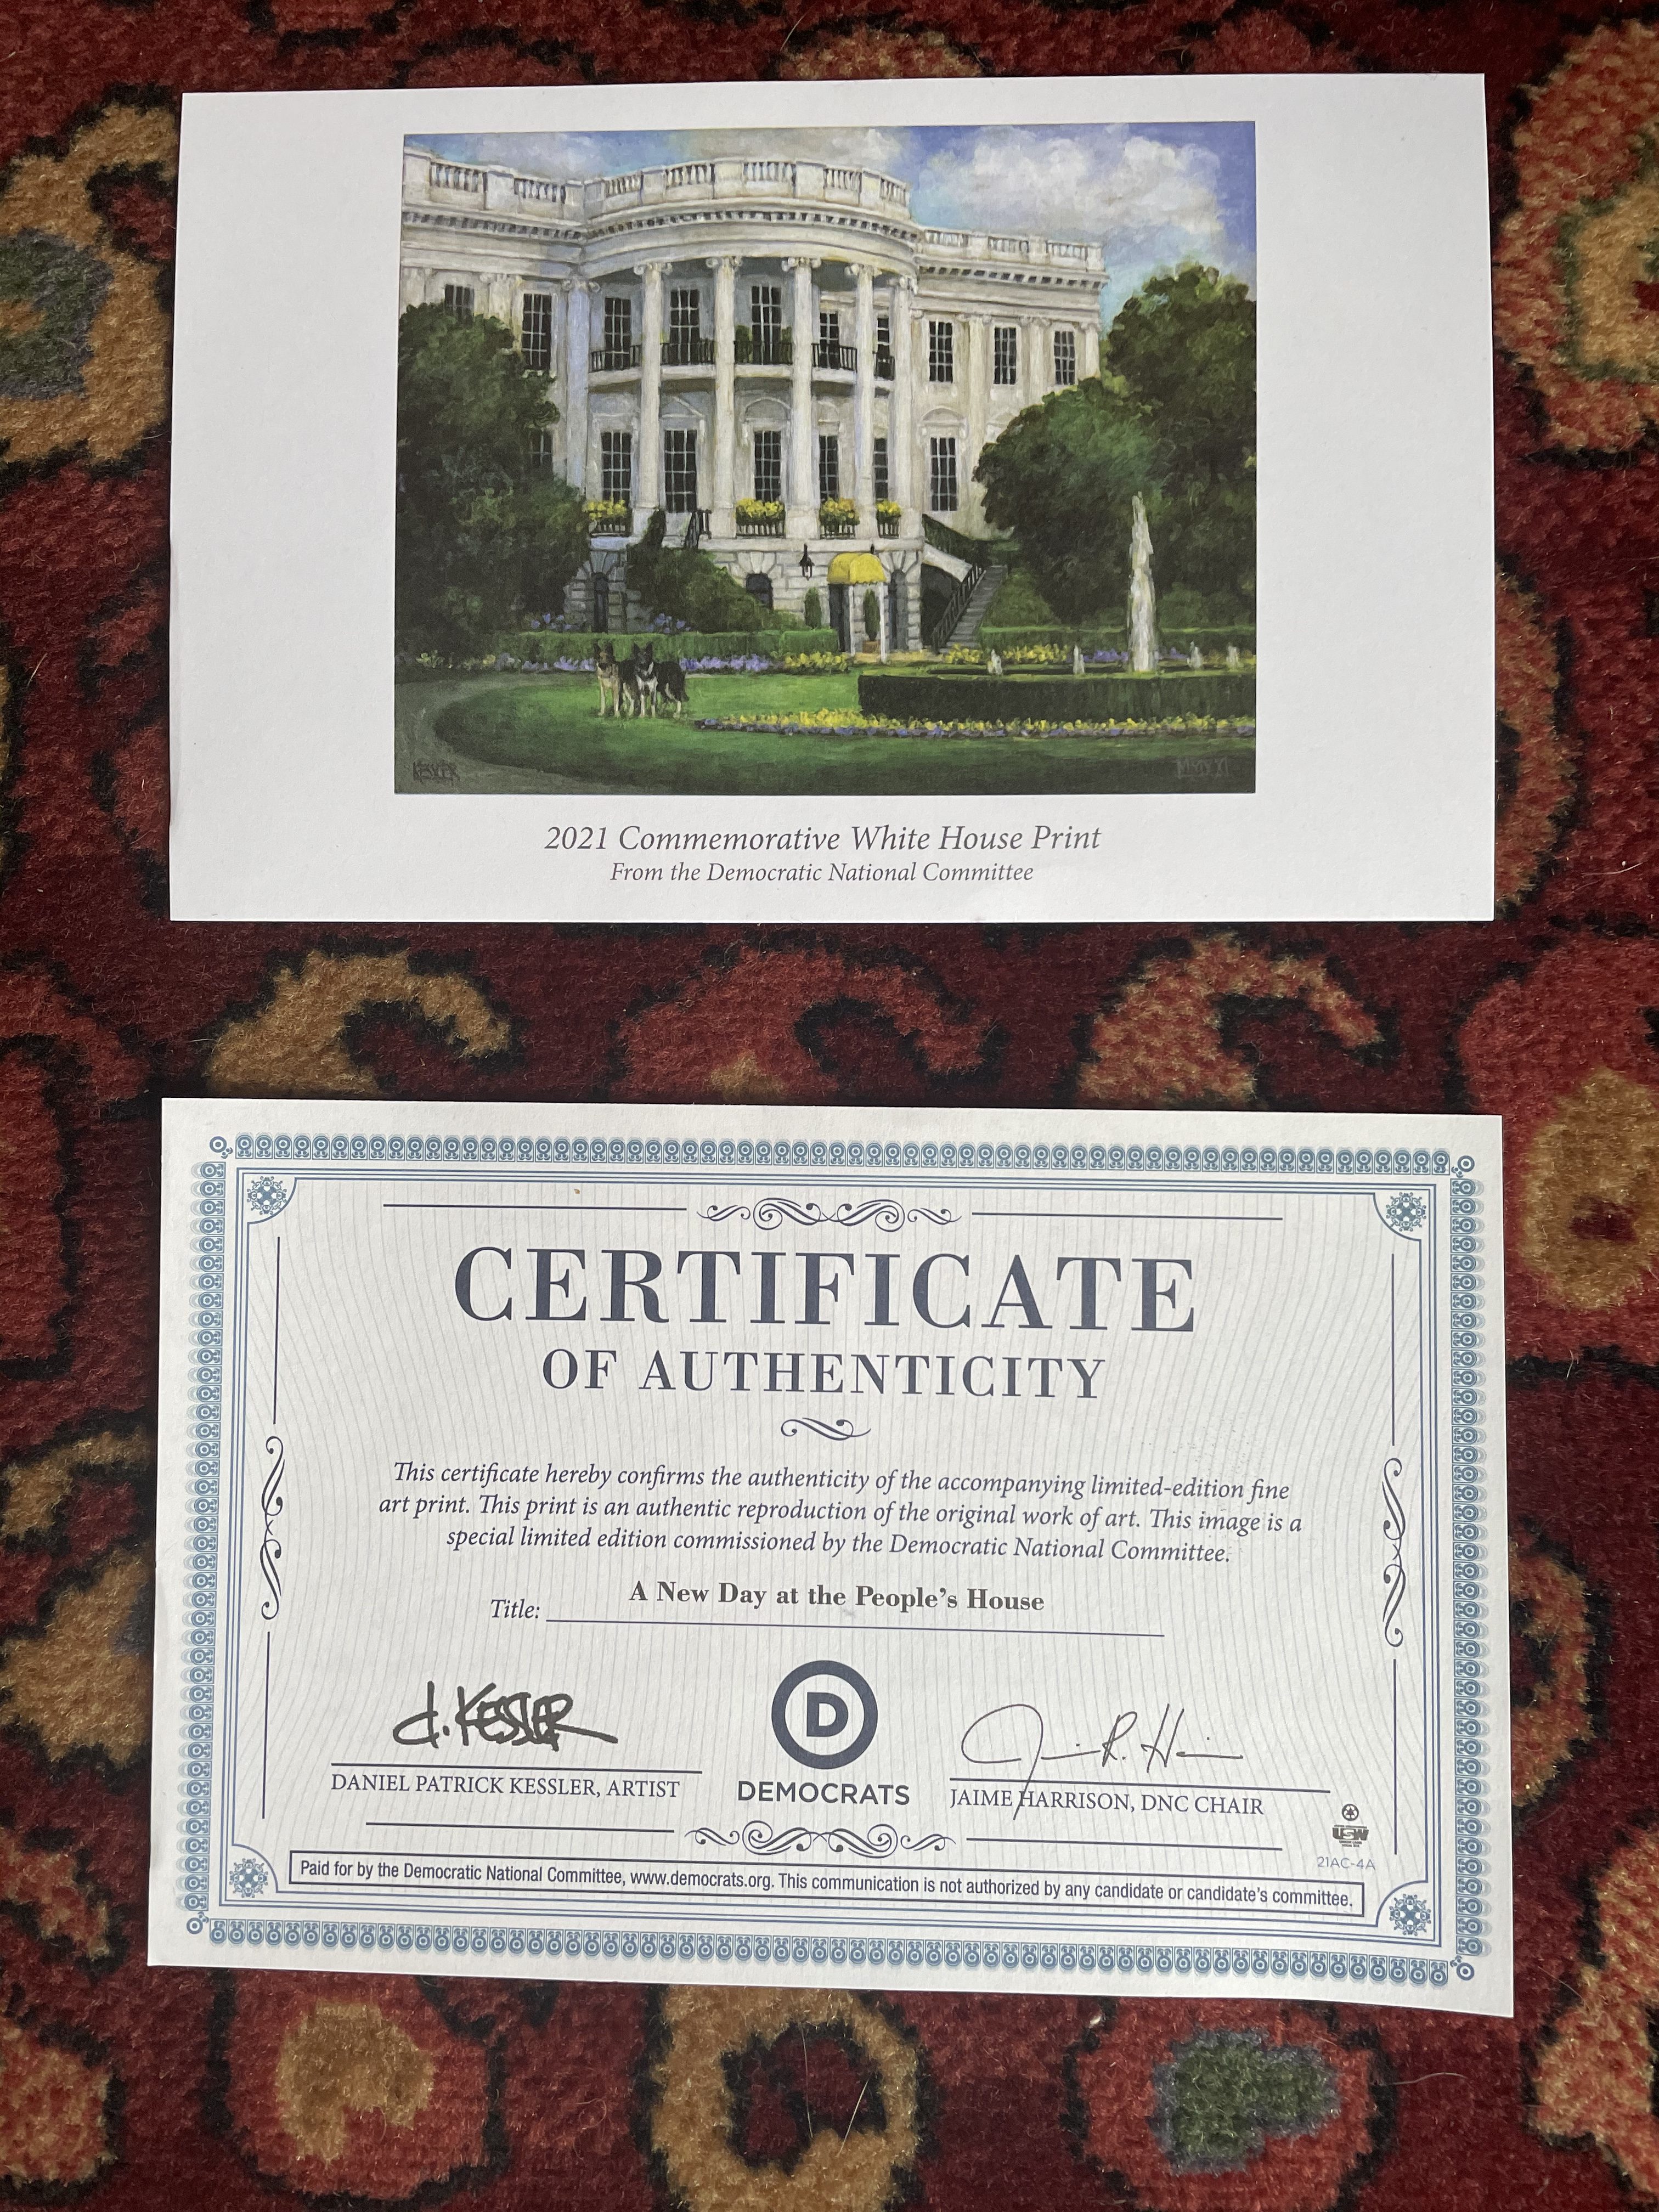 KESSLER
2021 Commemorative White House Print
From the Democratic National Committee
CERTIFICATE
OF AUTHENTICITY
This certificate hereby confirms the authenticity of the accompanying limited-edition fine
art print. This print is an authentic reproduction of the original work of art. This image is a
special limited edition commissioned by the Democratic National Committee.
Title: A New Day at the People's House
d. KESSLER
DANIEL PATRICK KESSLER, ARTIST
D
DEMOCRATS
Jaime R. Harrison
JAIME HARRISON, DNC CHAIR
USW
21AC-4A
Paid for by the Democratic National Committee, www.democrats.org. This communication is not authorized by any candidate or candidate's committee.